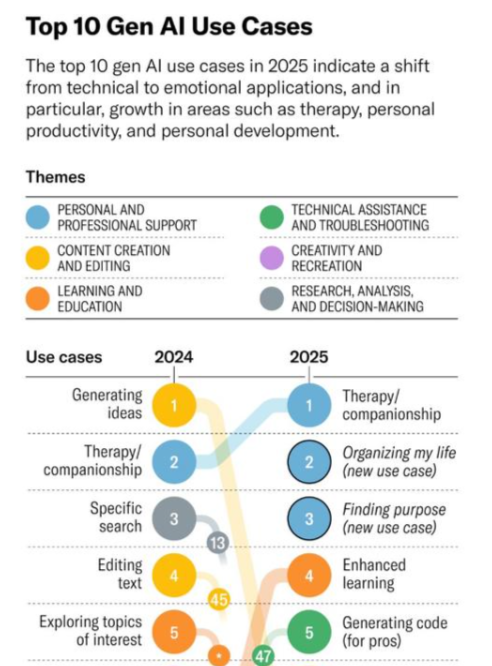 Top 10 Gen AI Use Cases
The top 10 gen AI use cases in 2025 indicate a shift
from technical to emotional applications, and in
particular, growth in areas such as therapy, personal
productivity, and personal development.
Themes
PERSONAL AND
PROFESSIONAL SUPPORT
TECHNICAL ASSISTANCE
AND TROUBLESHOOTING
CONTENT CREATION
AND EDITING
CREATIVITY AND
RECREATION
LEARNING AND
EDUCATION
RESEARCH, ANALYSIS,
AND DECISION-MAKING
Use cases 2024 2025
Generating
ideas
1
1
Therapy/
companionship
Therapy/
companionship
2
2
Organizing my life
(new use case)
Specific
search
3
13
3
Finding purpose
(new use case)
Editing
text
4
45
4
Enhanced
learning
Exploring topics
of interest
5
*
47
5
Generating code
(for pros)